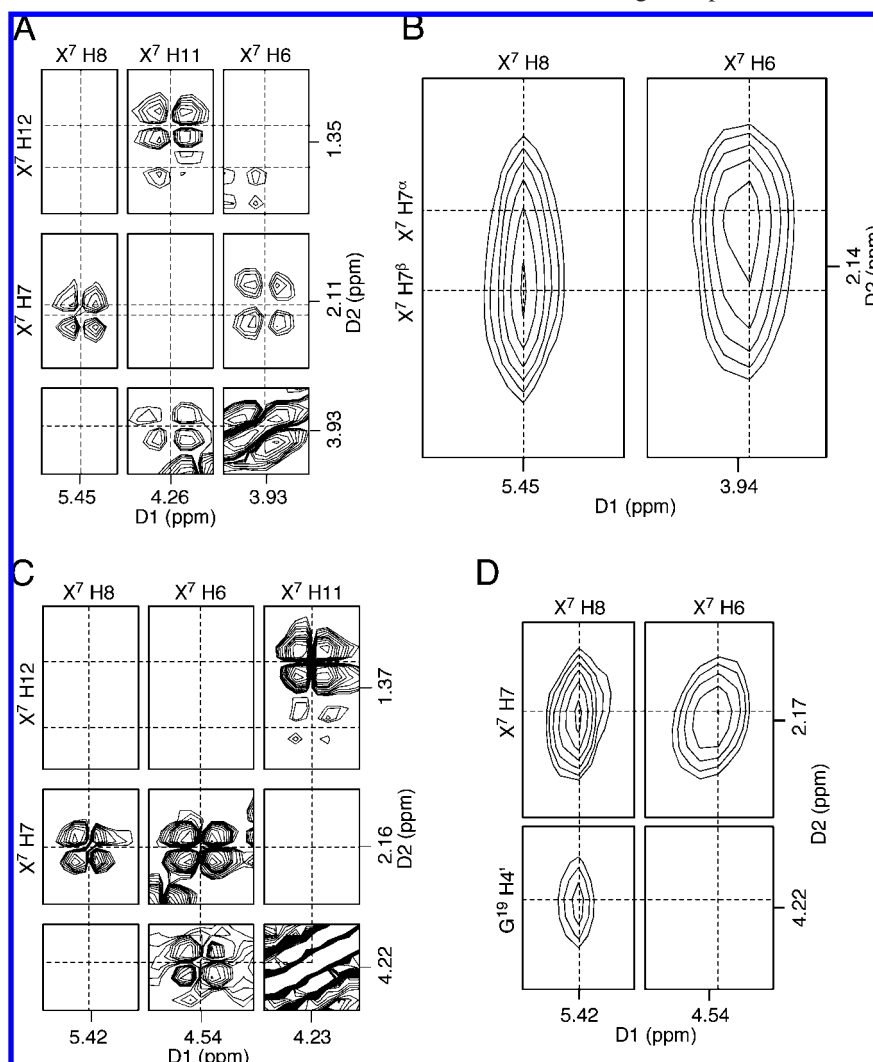 A
X⁷ H8 X⁷ H11 X⁷ H6
X⁷ H12
1.35
X⁷ H7
2.11
D2 (ppm)
3.93
5.45 4.26 3.93
D1 (ppm)
B
X⁷ H8 X⁷ H6
X⁷ H7α
X⁷ H7β
2.14
D2 (ppm)
5.45 3.94
D1 (ppm)
C
X⁷ H8 X⁷ H6 X⁷ H11
X⁷ H12
1.37
X⁷ H7
2.16
D2 (ppm)
4.22
5.42 4.54 4.23
D1 (ppm)
D
X⁷ H8 X⁷ H6
X⁷ H7
2.17
D2 (ppm)
G¹⁹ H4'
4.22
5.42 4.54
D1 (ppm)